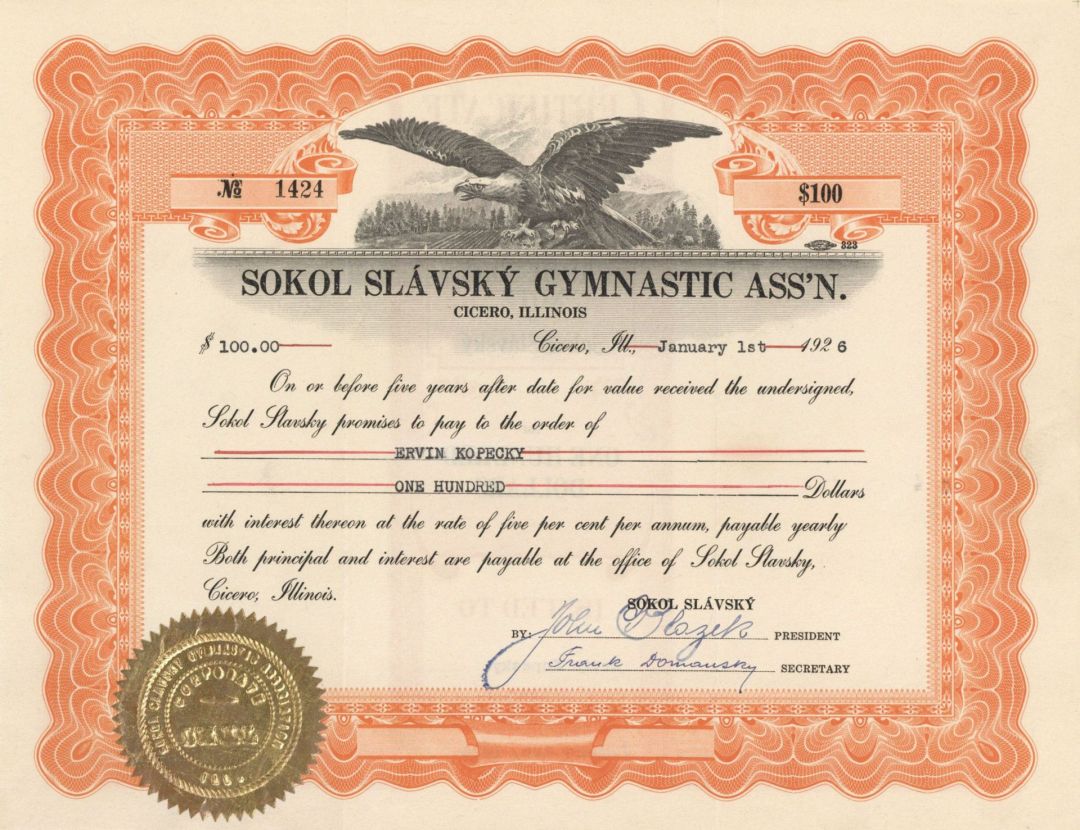 № 1424
$100
323
SOKOL SLÁVSKÝ GYMNASTIC ASS'N.
CICERO, ILLINOIS
$ 100.00 Cicero, Ill., January 1st 1926
On or before five years after date for value received the undersigned,
Sokol Slavsky promises to pay to the order of
ERVIN KOPECKY
ONE HUNDRED Dollars
with interest thereon at the rate of five per cent per annum, payable yearly
Both principal and interest are payable at the office of Sokol Slavsky,
Cicero, Illinois.
SOKOL SLÁVSKÝ
BY: John Blazek PRESIDENT
Frank Domansky SECRETARY
CORPORATE
SEAL